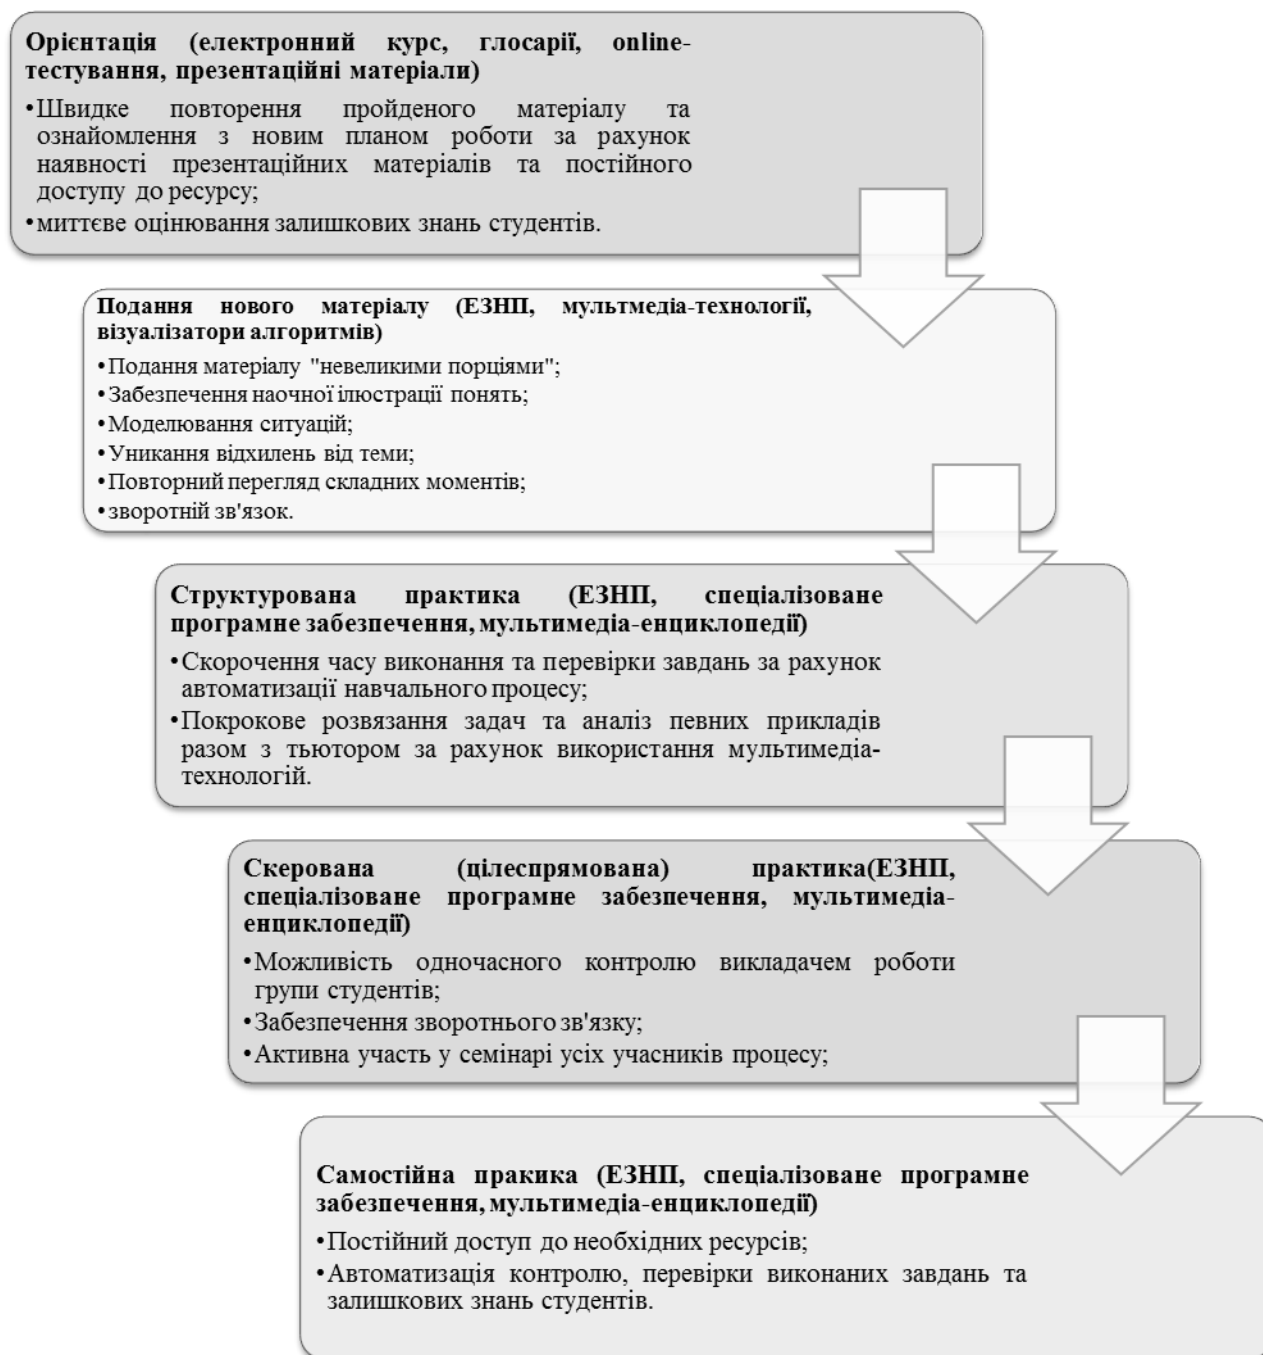 Орієнтація (електронний курс, глосарії, online-
тестування, презентаційні матеріали)
•Швидке повторення пройденого матеріалу та
ознайомлення з новим планом роботи за рахунок
наявності презентаційних матеріалів та постійного
доступу до ресурсу;
•миттєве оцінювання залишкових знань студентів.
Подання нового матеріалу (ЕЗНП, мультмедіа-технології,
візуалізатори алгоритмів)
•Подання матеріалу "невеликими порціями";
•Забезпечення наочної ілюстрації понять;
•Моделювання ситуацій;
•Уникання відхилень від теми;
•Повторний перегляд складних моментів;
•зворотній зв'язок.
Структурована практика (ЕЗНП, спеціалізоване
програмне забезпечення, мультимедіа-енциклопедії)
•Скорочення часу виконання та перевірки завдань за рахунок
автоматизації навчального процесу;
•Покрокове розвязання задач та аналіз певних прикладів
разом з тьютором за рахунок використання мультимедіа-
технологій.
Скерована (цілеспрямована) практика(ЕЗНП,
спеціалізоване програмне забезпечення, мультимедіа-
енциклопедії)
•Можливість одночасного контролю викладачем роботи
групи студентів;
•Забезпечення зворотнього зв'язку;
•Активна участь у семінарі усіх учасників процесу;
Самостійна пракика (ЕЗНП, спеціалізоване програмне
забезпечення, мультимедіа-енциклопедії)
•Постійний доступ до необхідних ресурсів;
•Автоматизація контролю, перевірки виконаних завдань та
залишкових знань студентів.